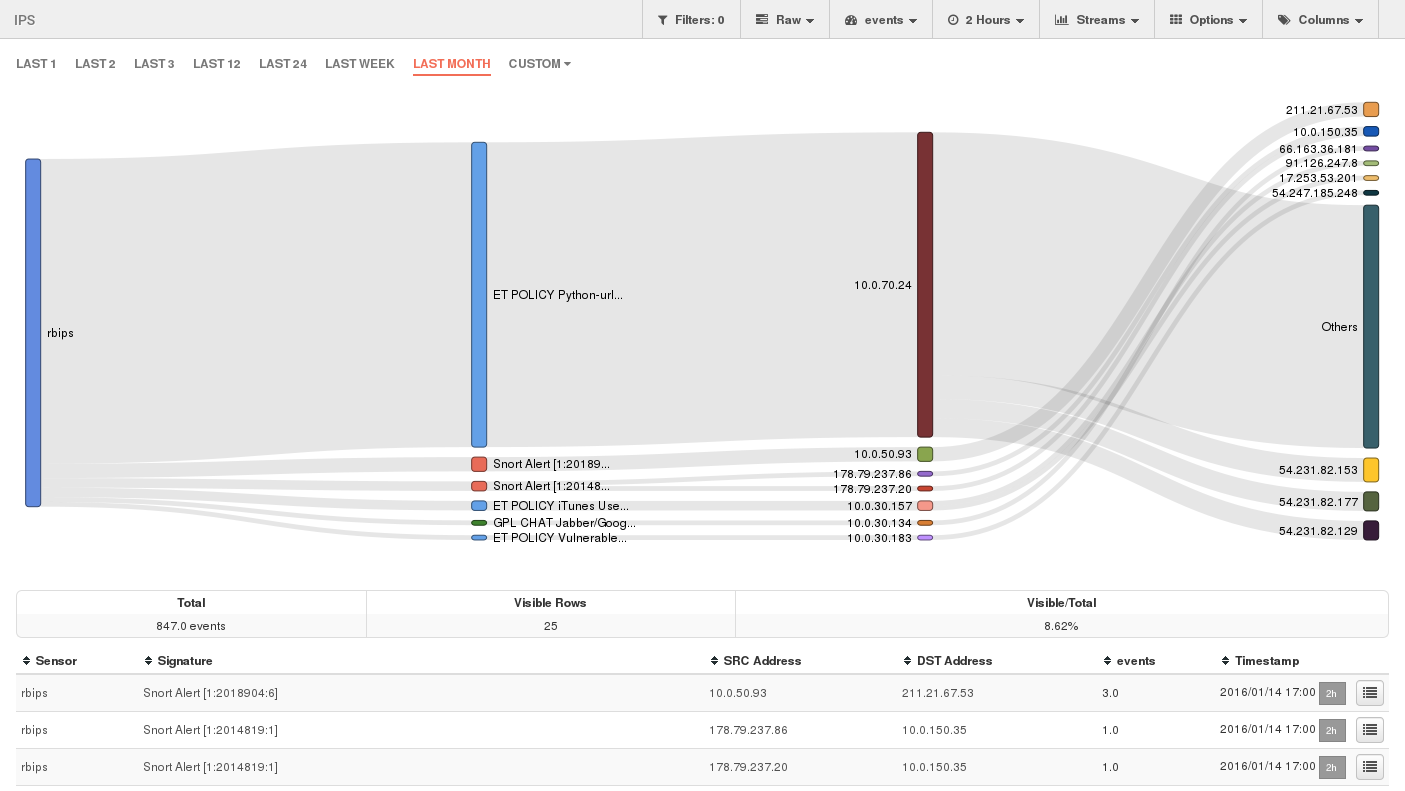 IPS Filters: 0 Raw events 2 Hours Streams Options Columns
LAST 1 LAST 2 LAST 3 LAST 12 LAST 24 LAST WEEK LAST MONTH CUSTOM
211.21.67.53
10.0.150.35
66.163.36.181
91.126.247.8
17.253.53.201
54.247.185.248
10.0.70.24
ET POLICY Python-url...
Others
rbips
10.0.50.93
Snort Alert [1:20189...
54.231.82.153
178.79.237.86
Snort Alert [1:20148...
178.79.237.20
54.231.82.177
ET POLICY iTunes Use...
10.0.30.157
GPL CHAT Jabber/Goog...
10.0.30.134
54.231.82.129
ET POLICY Vulnerable...
10.0.30.183
Total Visible Rows Visible/Total
847.0 events 25 8.62%
Sensor Signature SRC Address DST Address events Timestamp
rbips Snort Alert [1:2018904:6] 10.0.50.93 211.21.67.53 3.0 2016/01/14 17:00 2h
rbips Snort Alert [1:2014819:1] 178.79.237.86 10.0.150.35 1.0 2016/01/14 17:00 2h
rbips Snort Alert [1:2014819:1] 178.79.237.20 10.0.150.35 1.0 2016/01/14 17:00 2h